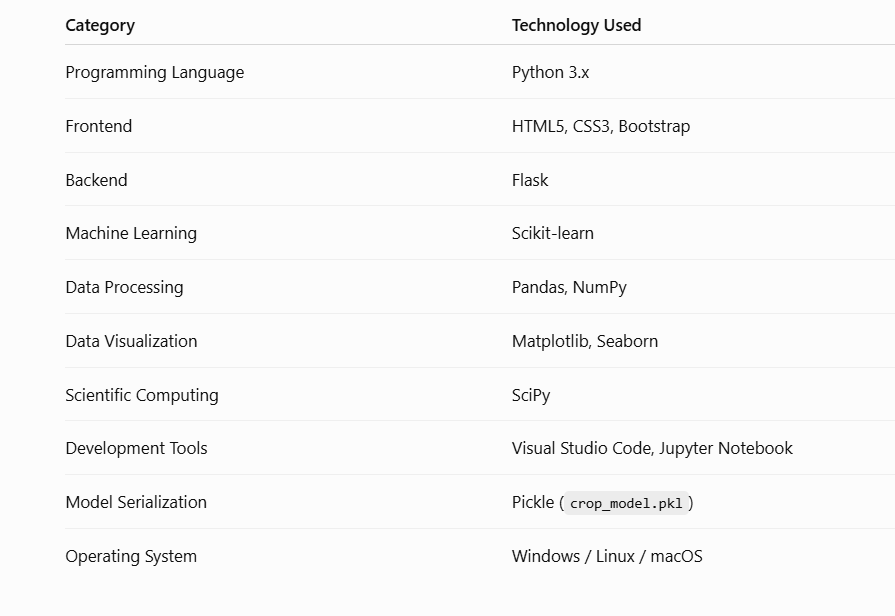 Category Technology Used
Programming Language Python 3.x
Frontend HTML5, CSS3, Bootstrap
Backend Flask
Machine Learning Scikit-learn
Data Processing Pandas, NumPy
Data Visualization Matplotlib, Seaborn
Scientific Computing SciPy
Development Tools Visual Studio Code, Jupyter Notebook
Model Serialization Pickle (crop_model.pkl)
Operating System Windows / Linux / macOS